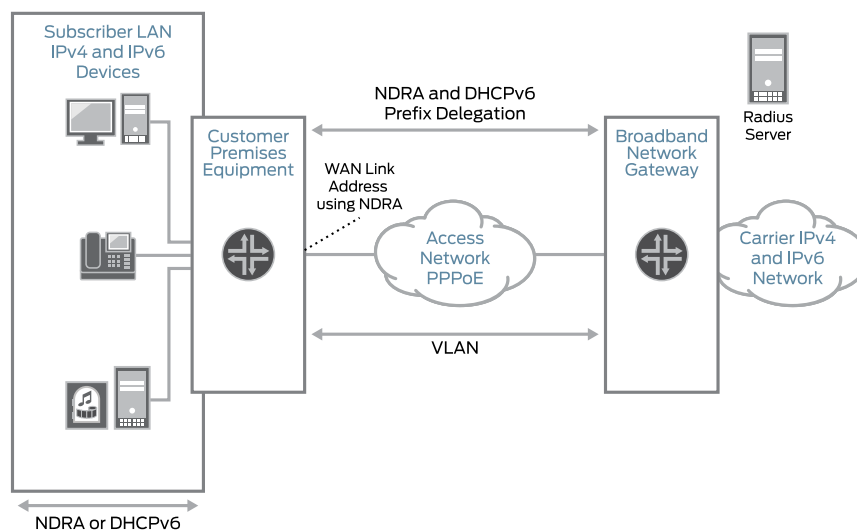 Subscriber LAN
IPv4 and IPv6
Devices
Customer
Premises
Equipment
NDRA and DHCPv6
Prefix Delegation
WAN Link
Address
using NDRA
Access
Network
PPPoE
VLAN
Broadband
Network
Gateway
Radius
Server
Carrier IPv4
and IPv6
Network
NDRA or DHCPv6